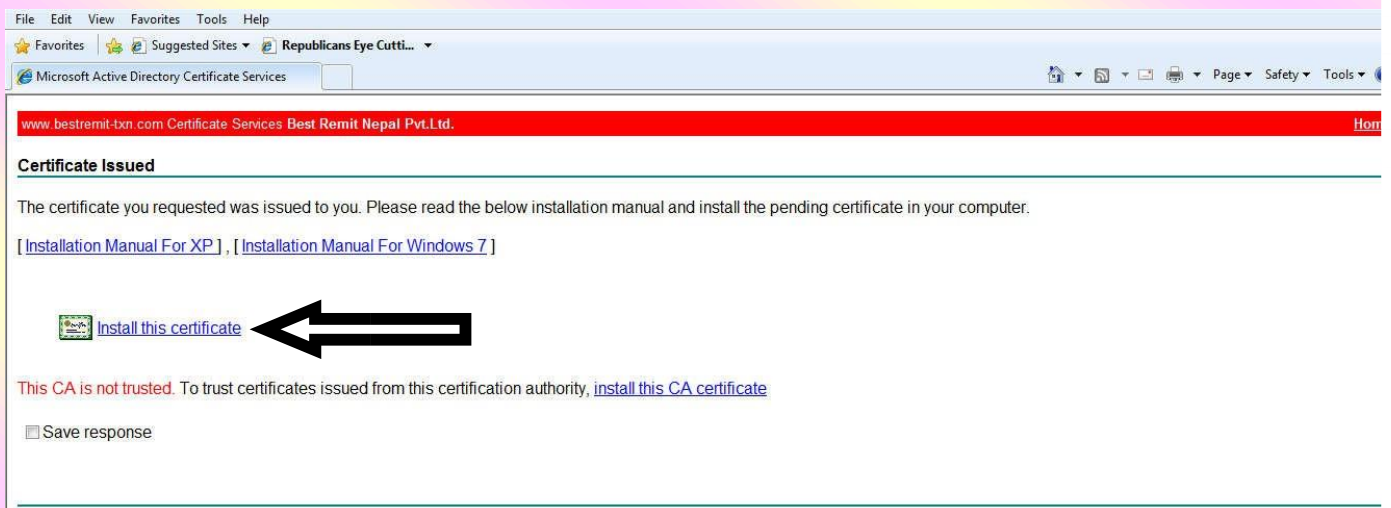 File Edit View Favorites Tools Help
Favorites Suggested Sites Republicans Eye Cutti...
Microsoft Active Directory Certificate Services Page Safety Tools
www.bestremit-txn.com Certificate Services Best Remit Nepal Pvt.Ltd. Hom
Certificate Issued
The certificate you requested was issued to you. Please read the below installation manual and install the pending certificate in your computer.
[ Installation Manual For XP ] , [ Installation Manual For Windows 7 ]
Install this certificate
This CA is not trusted. To trust certificates issued from this certification authority, install this CA certificate
Save response